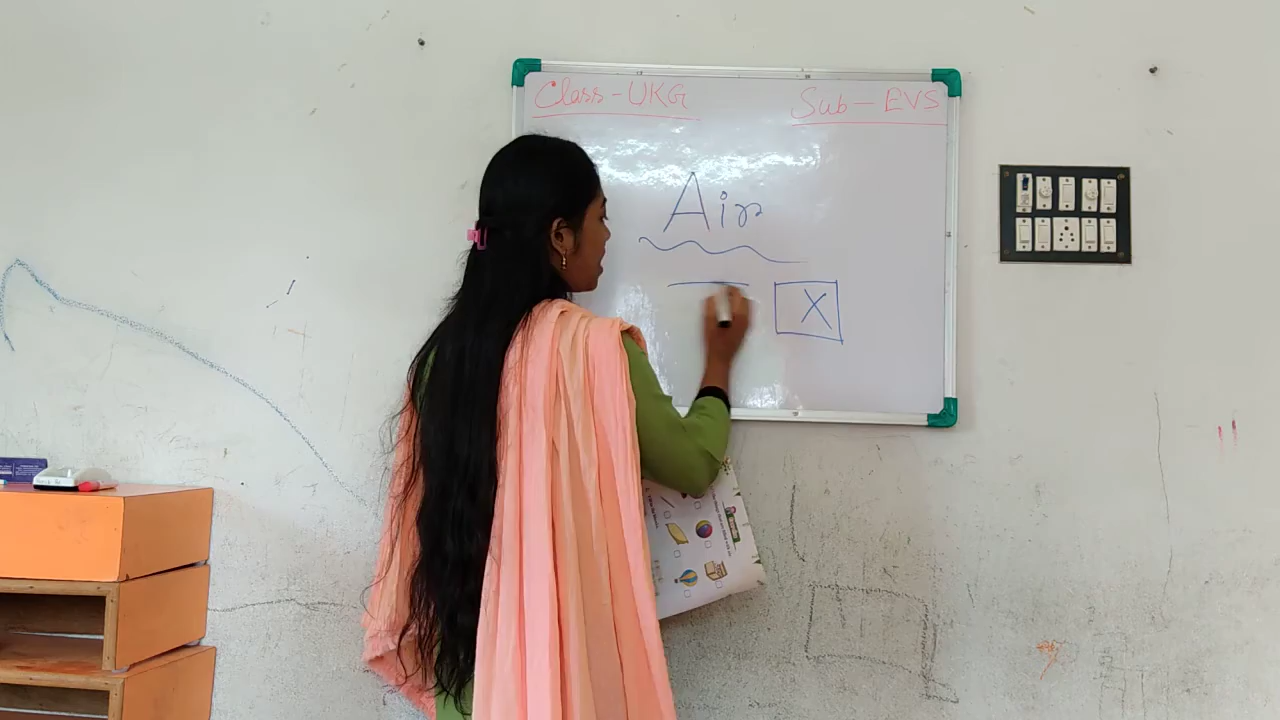 Class - UKG
Sub - EVS
Air
X